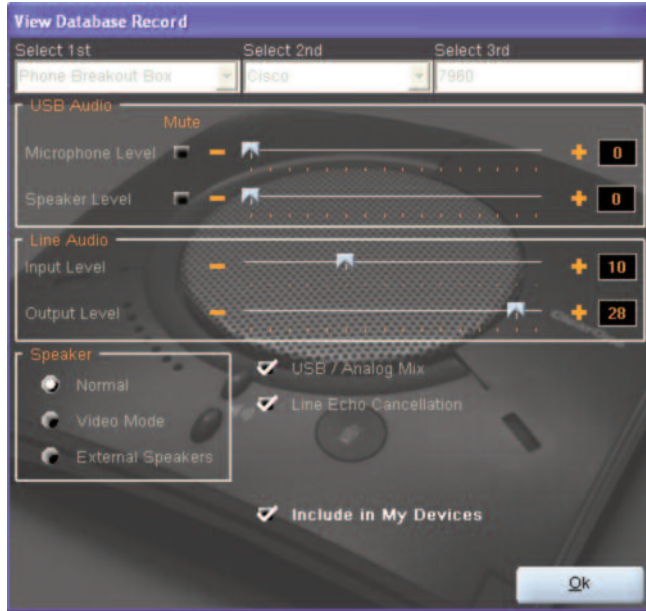 View Database Record
Select 1st Select 2nd Select 3rd
Phone Breakout Box Cisco 7960
USB Audio
Mute
Microphone Level 0
Speaker Level 0
Line Audio
Input Level 10
Output Level 28
Speaker
Normal
Video Mode
External Speakers
USB / Analog Mix
Line Echo Cancellation
Include in My Devices
Ok